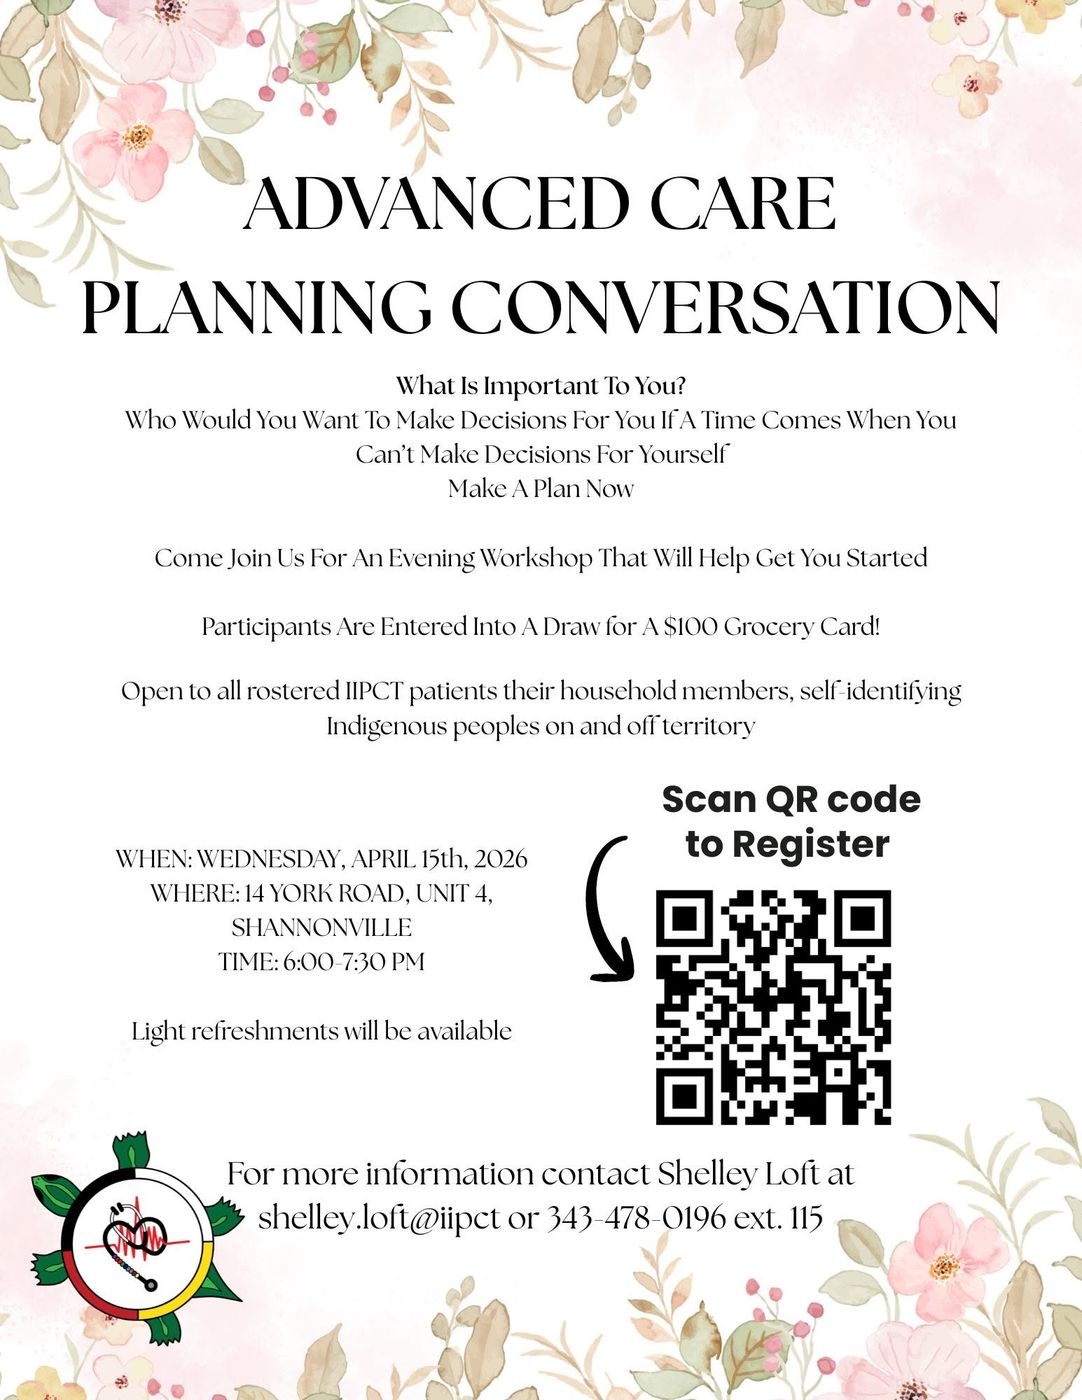 ADVANCED CARE
PLANNING CONVERSATION
What Is Important To You?
Who Would You Want To Make Decisions For You If A Time Comes When You
Can't Make Decisions For Yourself
Make A Plan Now
Come Join Us For An Evening Workshop That Will Help Get You Started
Participants Are Entered Into A Draw for A $100 Grocery Card!
Open to all rostered IIPCT patients their household members, self-identifying
Indigenous peoples on and off territory
Scan QR code
to Register
WHEN: WEDNESDAY, APRIL 15th, 2026
WHERE: 14 YORK ROAD, UNIT 4,
SHANNONVILLE
TIME: 6:00-7:30 PM
Light refreshments will be available
For more information contact Shelley Loft at
shelley.loft@iipct or 343-478-0196 ext. 115